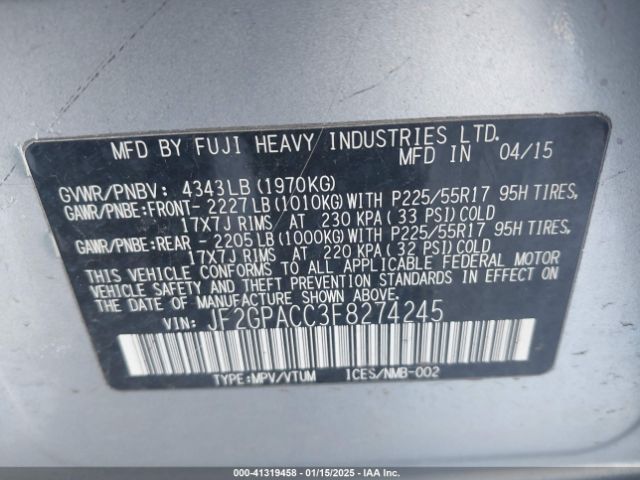 MFD BY FUJI HEAVY INDUSTRIES LTD.
MFD IN 04/15
GVWR/PNBV: 4343LB(1970KG)
GAWR/PNBE:FRONT- 2227LB(1010KG)WITH P225/55R17 95H TIRES,
17X7J RIMS AT 230 KPA(33 PSI)COLD
GAWR/PNBE:REAR - 2205LB(1000KG)WITH P225/55R17 95H TIRES,
17X7J RIMS AT 220 KPA(32 PSI)COLD
THIS VEHICLE CONFORMS TO ALL APPLICABLE FEDERAL MOTOR
VEHICLE SAFETY AND THEFT PREVENTION STANDARDS IN EFFECT ON
THE DATE OF MANUFACTURE SHOWN ABOVE.
VIN: JF2GPACC3F8274245
TYPE:MPV/VTUM ICES/NMB-002
© - 41319458 - 01/15/2025 - IAAI.COM